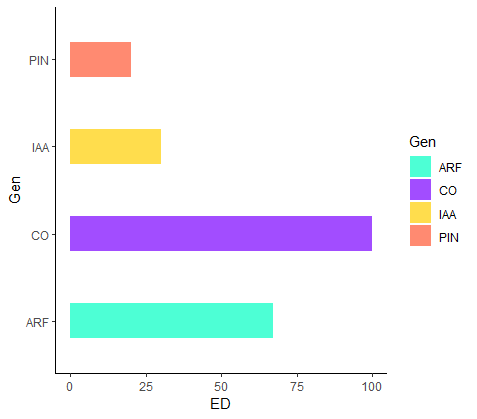 PIN
IAA
CO
ARF
Gen
0 25 50 75 100
ED
Gen
ARF
CO
IAA
PIN